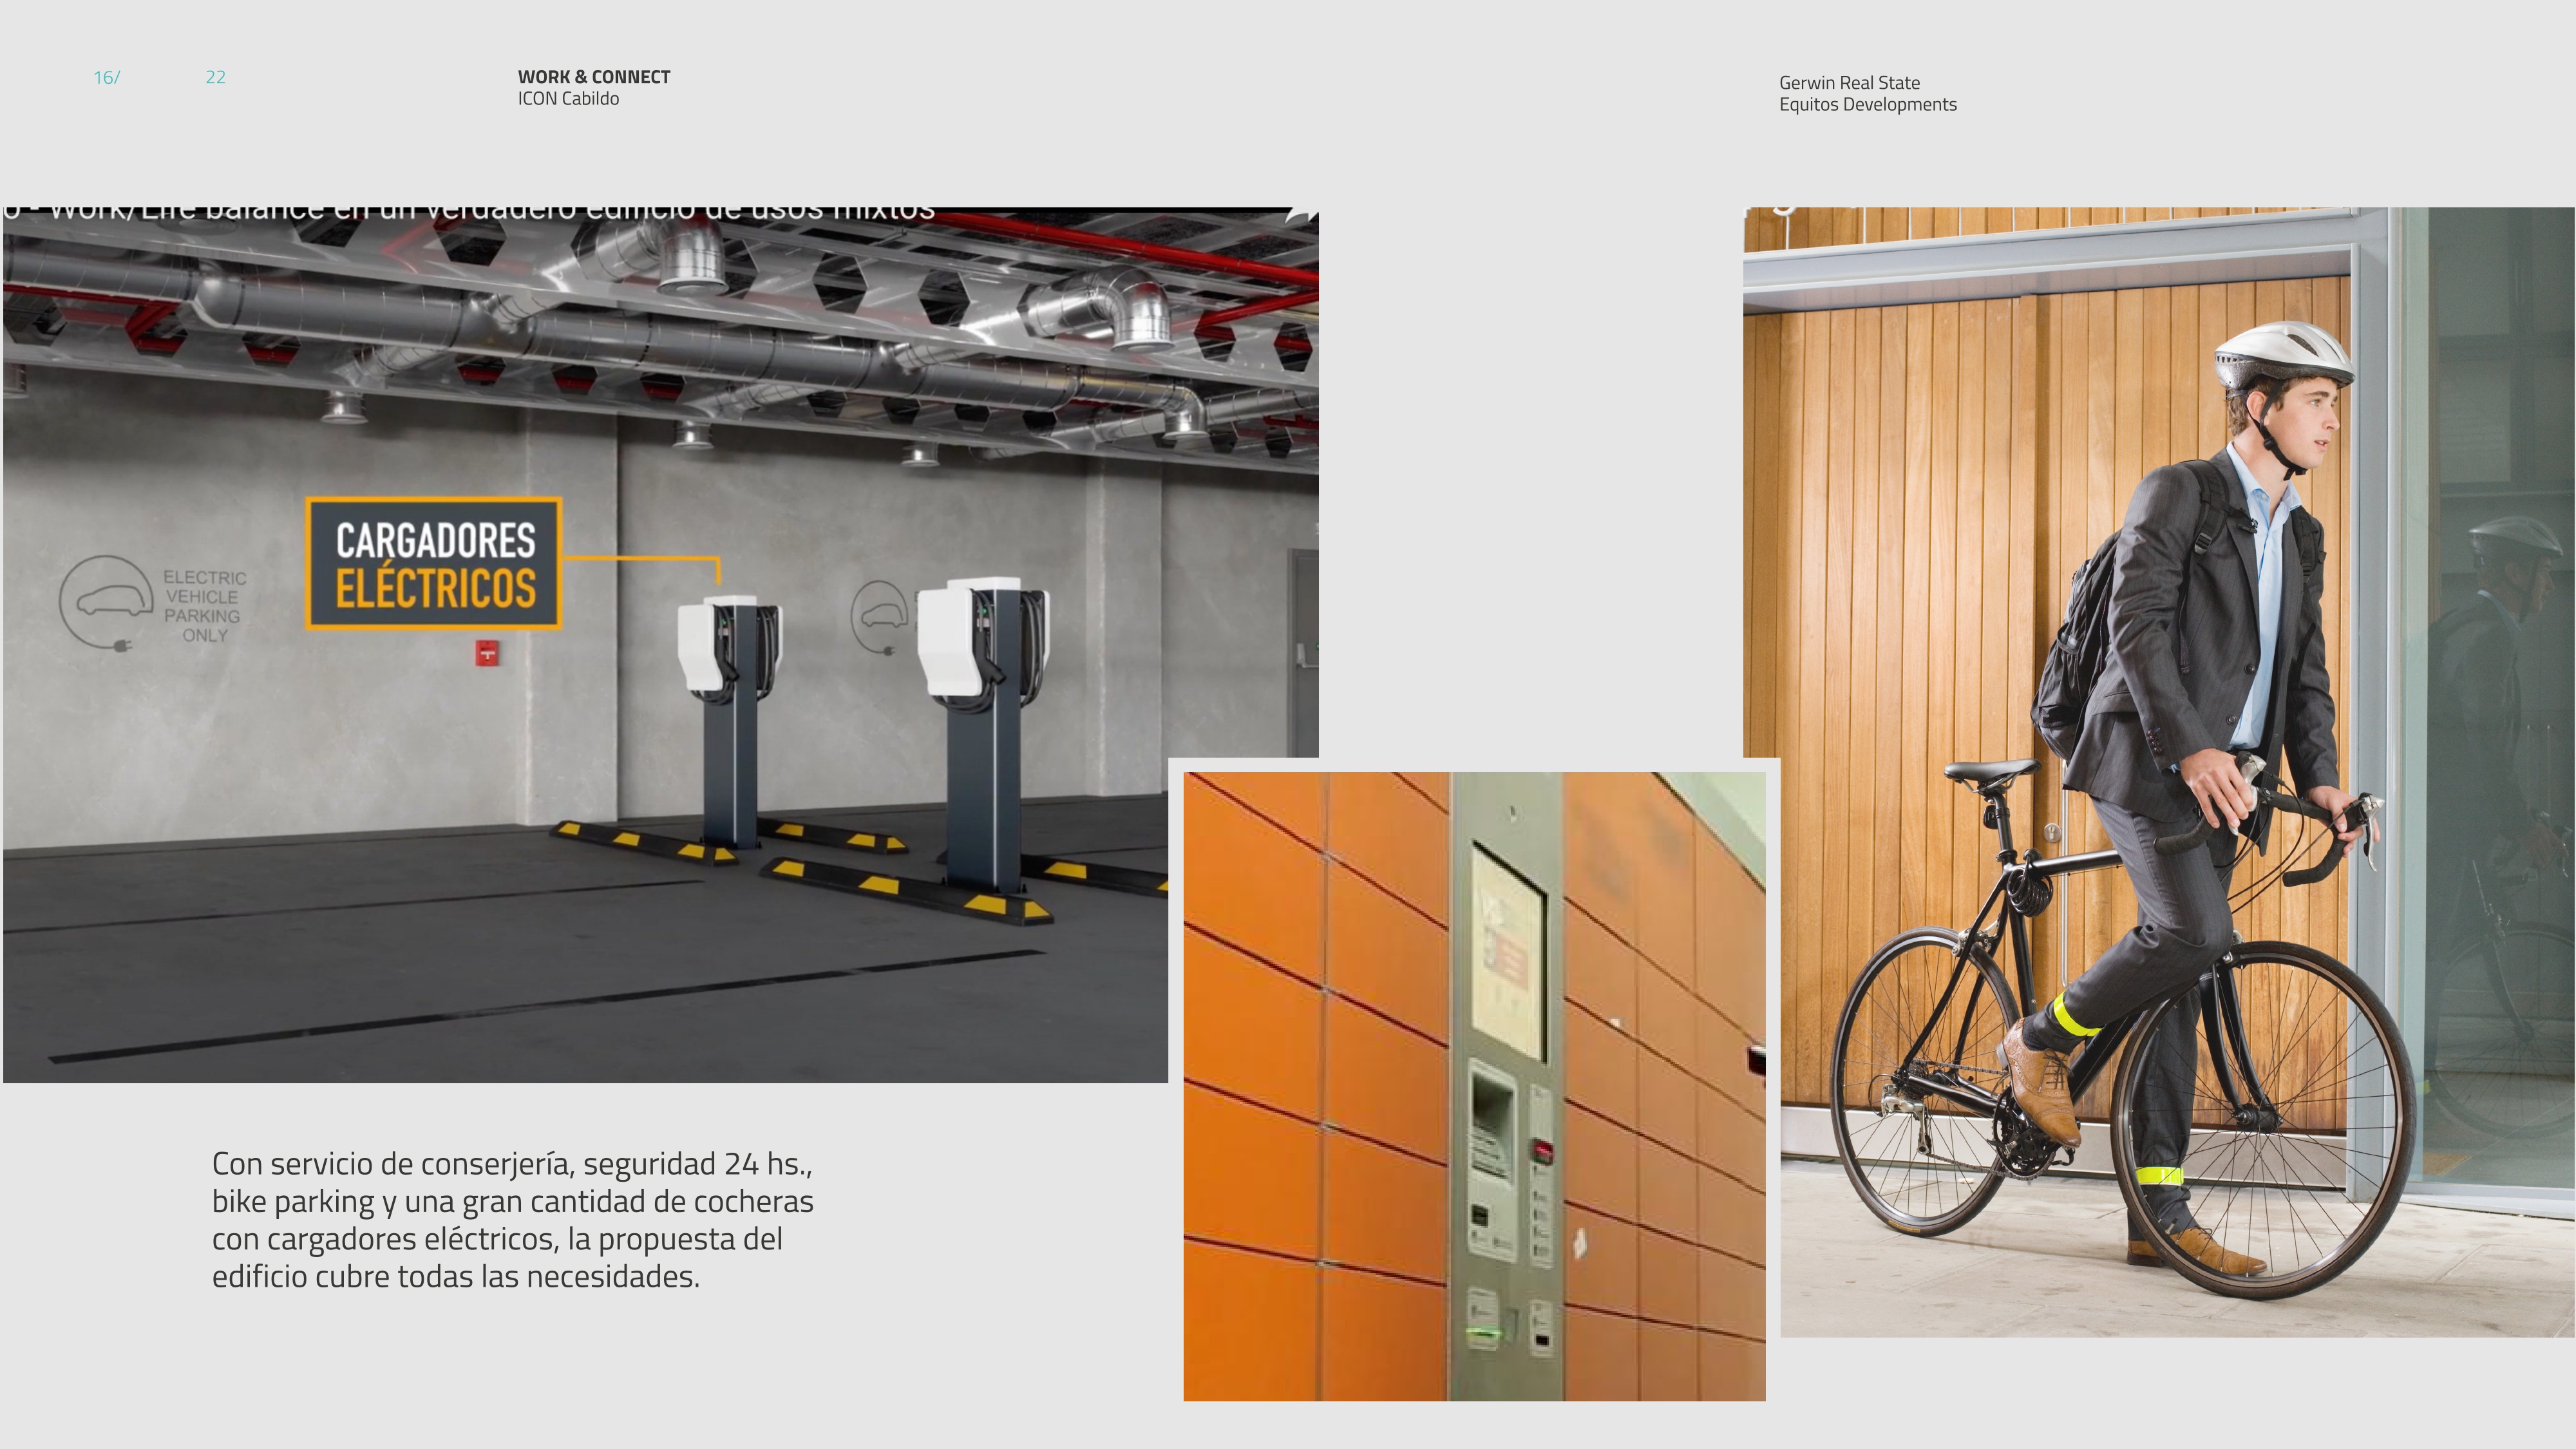 16/ 22
WORK & CONNECT
ICON Cabildo
Gerwin Real State
Equitos Developments
- Work/Life balance en un verdadero edificio de usos mixtos
CARGADORES
ELÉCTRICOS
ELECTRIC
VEHICLE
PARKING
ONLY
Con servicio de conserjería, seguridad 24 hs.,
bike parking y una gran cantidad de cocheras
con cargadores eléctricos, la propuesta del
edificio cubre todas las necesidades.